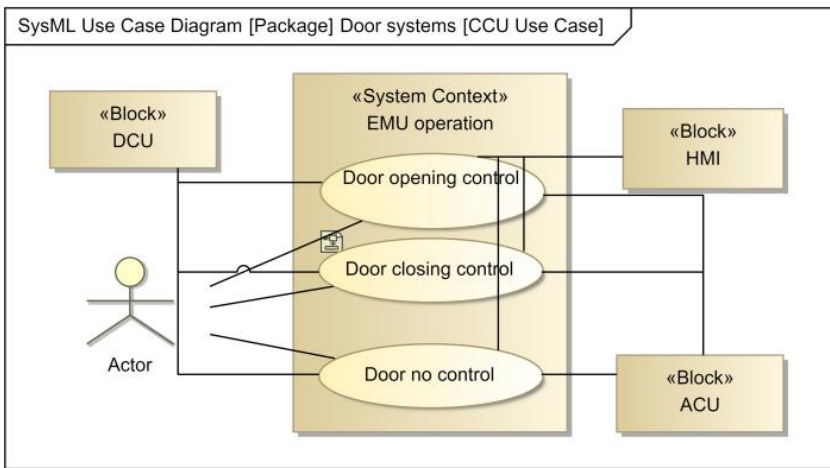 SysML Use Case Diagram [Package] Door systems [CCU Use Case]
«Block»
DCU
«System Context»
EMU operation
«Block»
HMI
Door opening control
Door closing control
Actor
Door no control
«Block»
ACU